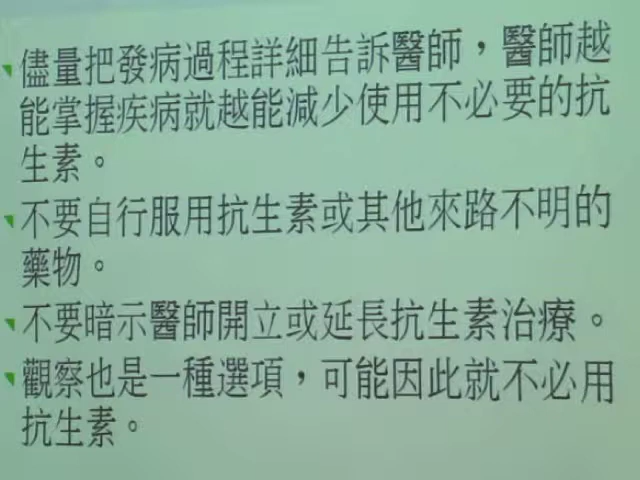 儘量把發病過程詳細告訴醫師，醫師越
能掌握疾病就越能減少使用不必要的抗
生素。
不要自行服用抗生素或其他來路不明的
藥物。
不要暗示醫師開立或延長抗生素治療。
觀察也是一種選項，可能因此就不必用
抗生素。